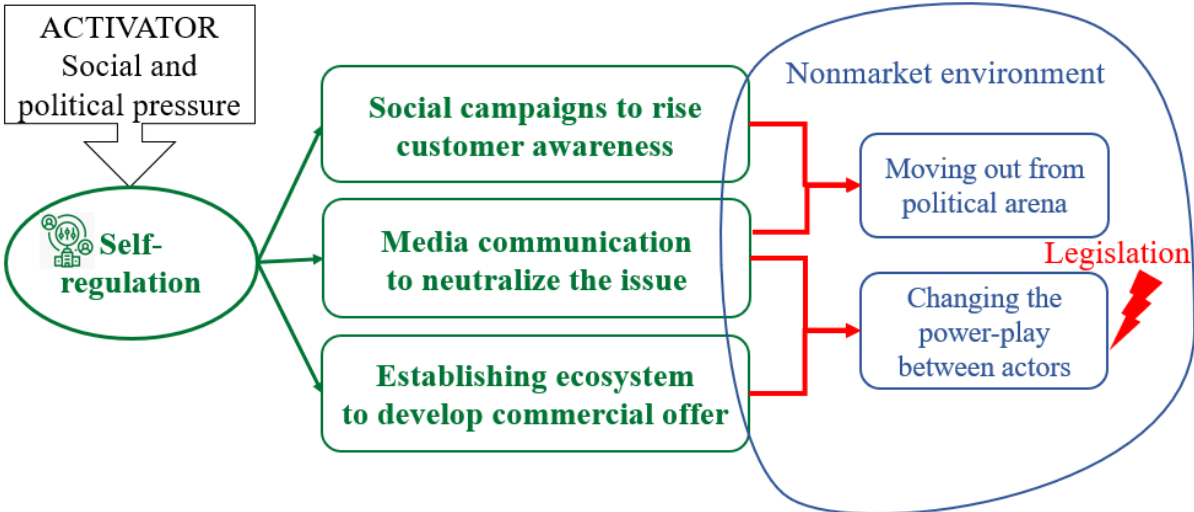 ACTIVATOR
Social and
political pressure
Self-
regulation
Social campaigns to rise
customer awareness
Media communication
to neutralize the issue
Establishing ecosystem
to develop commercial offer
Nonmarket environment
Moving out from
political arena
Legislation
Changing the
power-play
between actors